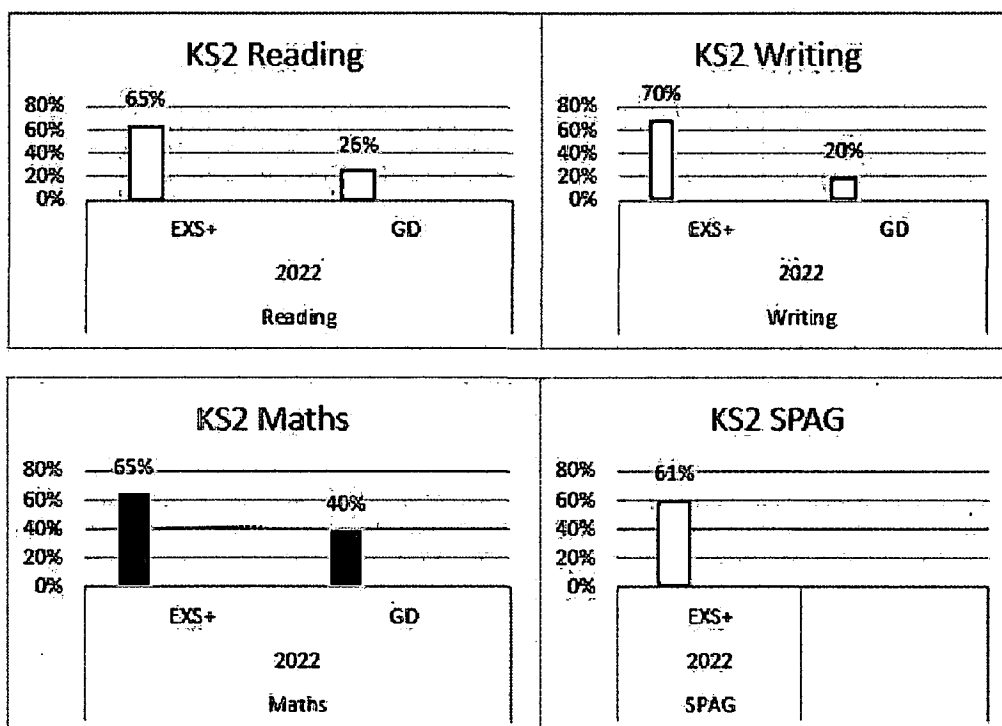 KS2 Reading
65%
80%
60%
26%
40%
20%
0%
EXS+ GD
2022
Reading
KS2 Writing
70%
80%
60%
20%
40%
20%
0%
EXS+ GD
2022
Writing
KS2 Maths
65%
80%
60%
40%
40%
20%
0%
EXS+ GD
2022
Maths
KS2 SPAG
61%
80%
60%
40%
20%
0%
EXS+
2022
SPAG